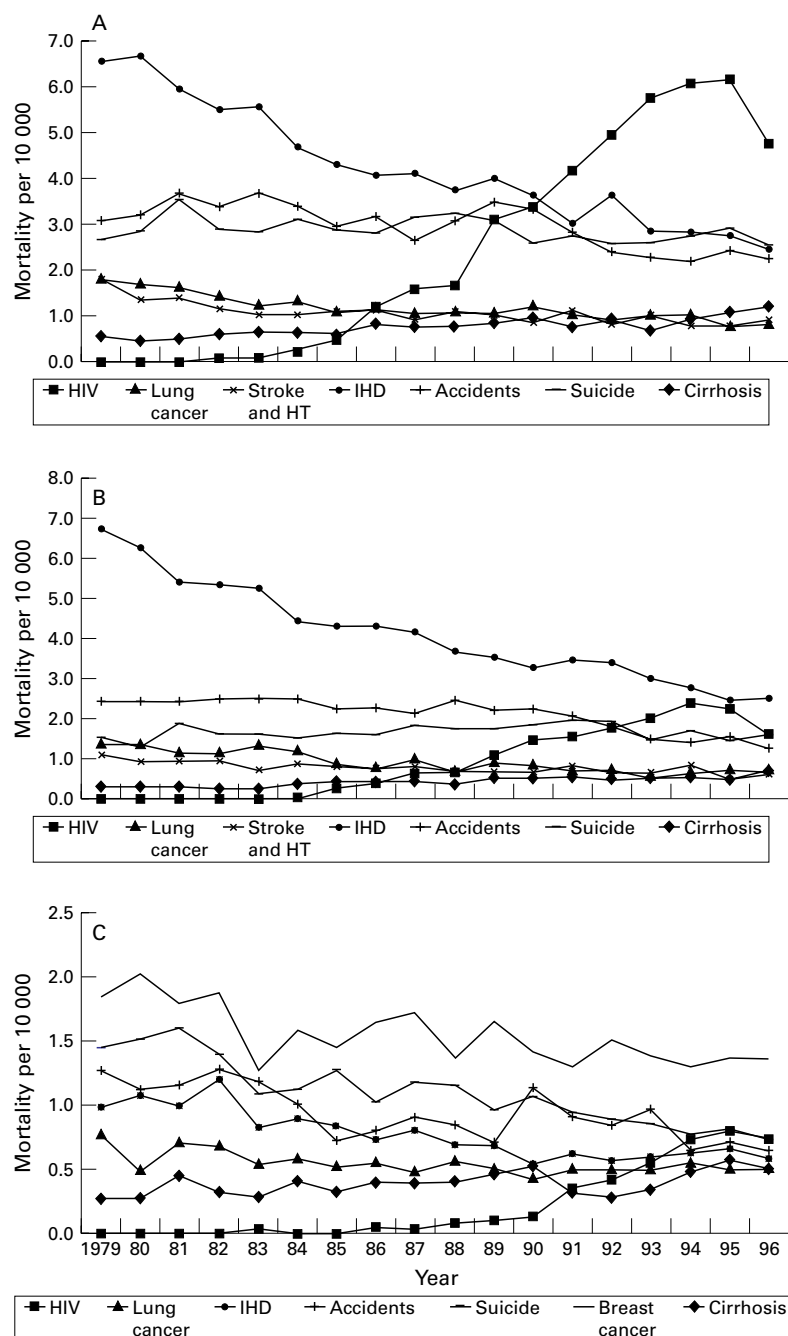 A
7.0
6.0
5.0
4.0
3.0
2.0
1.0
0.0
Mortality per 10 000
HIV Lung cancer Stroke and HT IHD Accidents Suicide Cirrhosis
B
8.0
7.0
6.0
5.0
4.0
3.0
2.0
1.0
0.0
Mortality per 10 000
HIV Lung cancer Stroke and HT IHD Accidents Suicide Cirrhosis
C
2.5
2.0
1.5
1.0
0.5
0.0
Mortality per 10 000
1979 80 81 82 83 84 85 86 87 88 89 90 91 92 93 94 95 96
Year
HIV Lung cancer IHD Accidents Suicide Breast cancer Cirrhosis